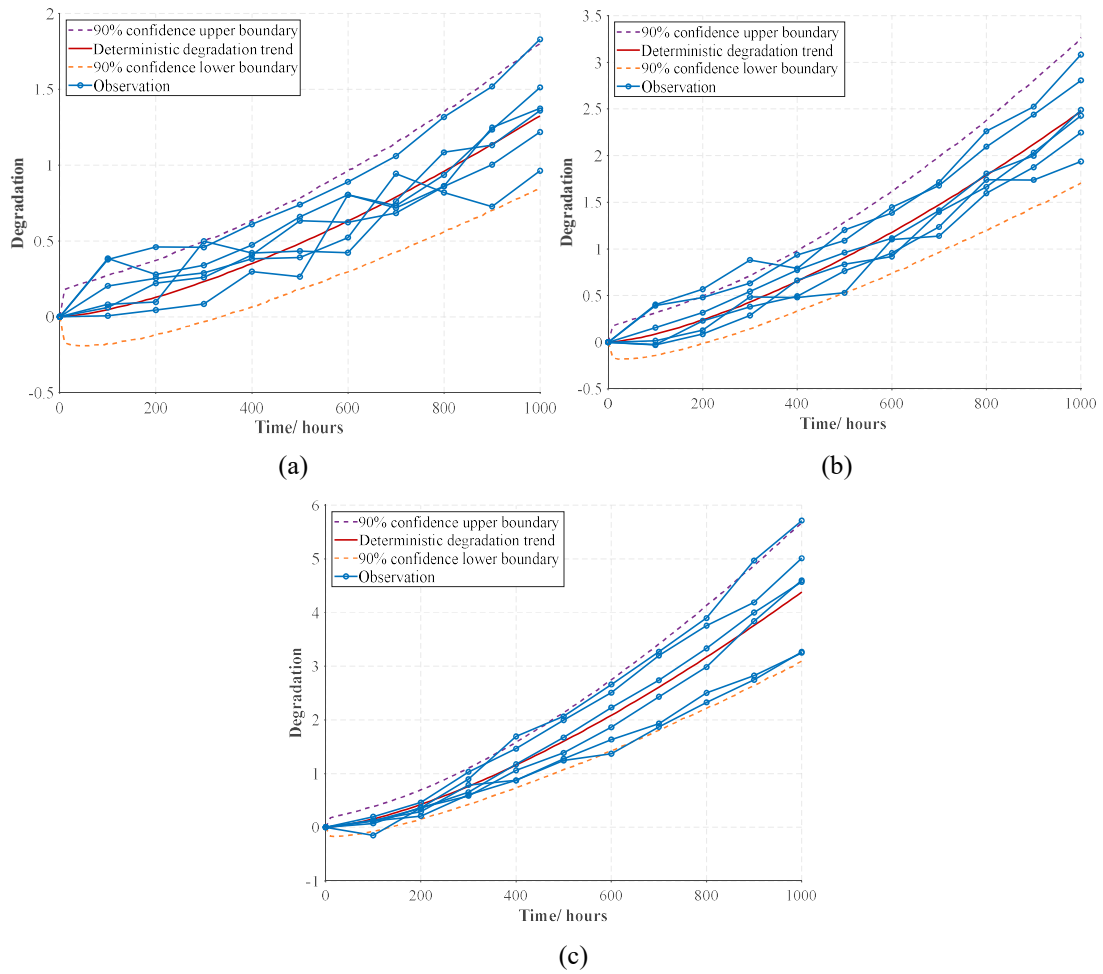 2
1.5
1
0.5
0
-0.5
Degradation
90% confidence upper boundary
Deterministic degradation trend
90% confidence lower boundary
Observation
0 200 400 600 800 1000
Time/ hours
(a)
3.5
3
2.5
2
1.5
1
0.5
0
-0.5
Degradation
90% confidence upper boundary
Deterministic degradation trend
90% confidence lower boundary
Observation
0 200 400 600 800 1000
Time/ hours
(b)
6
5
4
3
2
1
0
-1
Degradation
90% confidence upper boundary
Deterministic degradation trend
90% confidence lower boundary
Observation
0 200 400 600 800 1000
Time/ hours
(c)